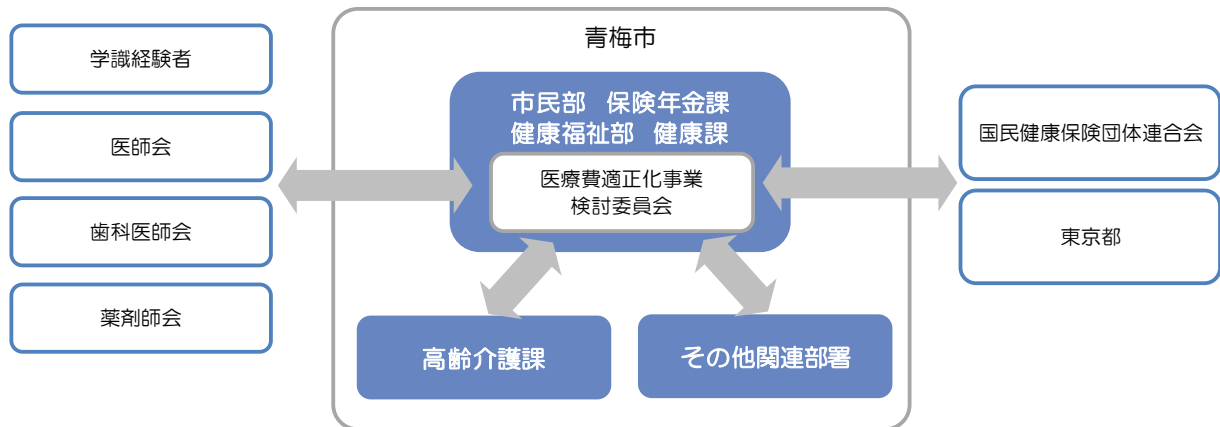 学識経験者
医師会
歯科医師会
薬剤師会
青梅市
市民部 保険年金課
健康福祉部 健康課
医療費適正化事業
検討委員会
高齢介護課
その他関連部署
国民健康保険団体連合会
東京都